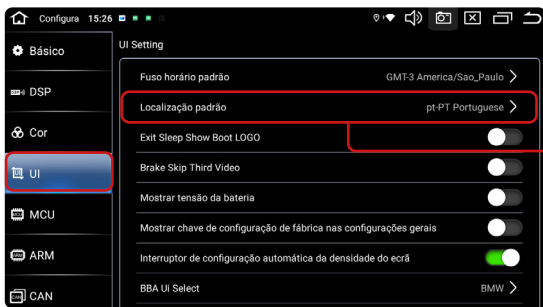 Configura 15:26
UI Setting
Básico
DSP
Cor
UI
MCU
ARM
CAN
Fuso horário padrão GMT-3 America/Sao_Paulo
Localização padrão pt-PT Portuguese
Exit Sleep Show Boot LOGO
Brake Skip Third Video
Mostrar tensão da bateria
Mostrar chave de configuração de fábrica nas configurações gerais
Interruptor de configuração automática da densidade do ecrã
BBA Ui Select BMW